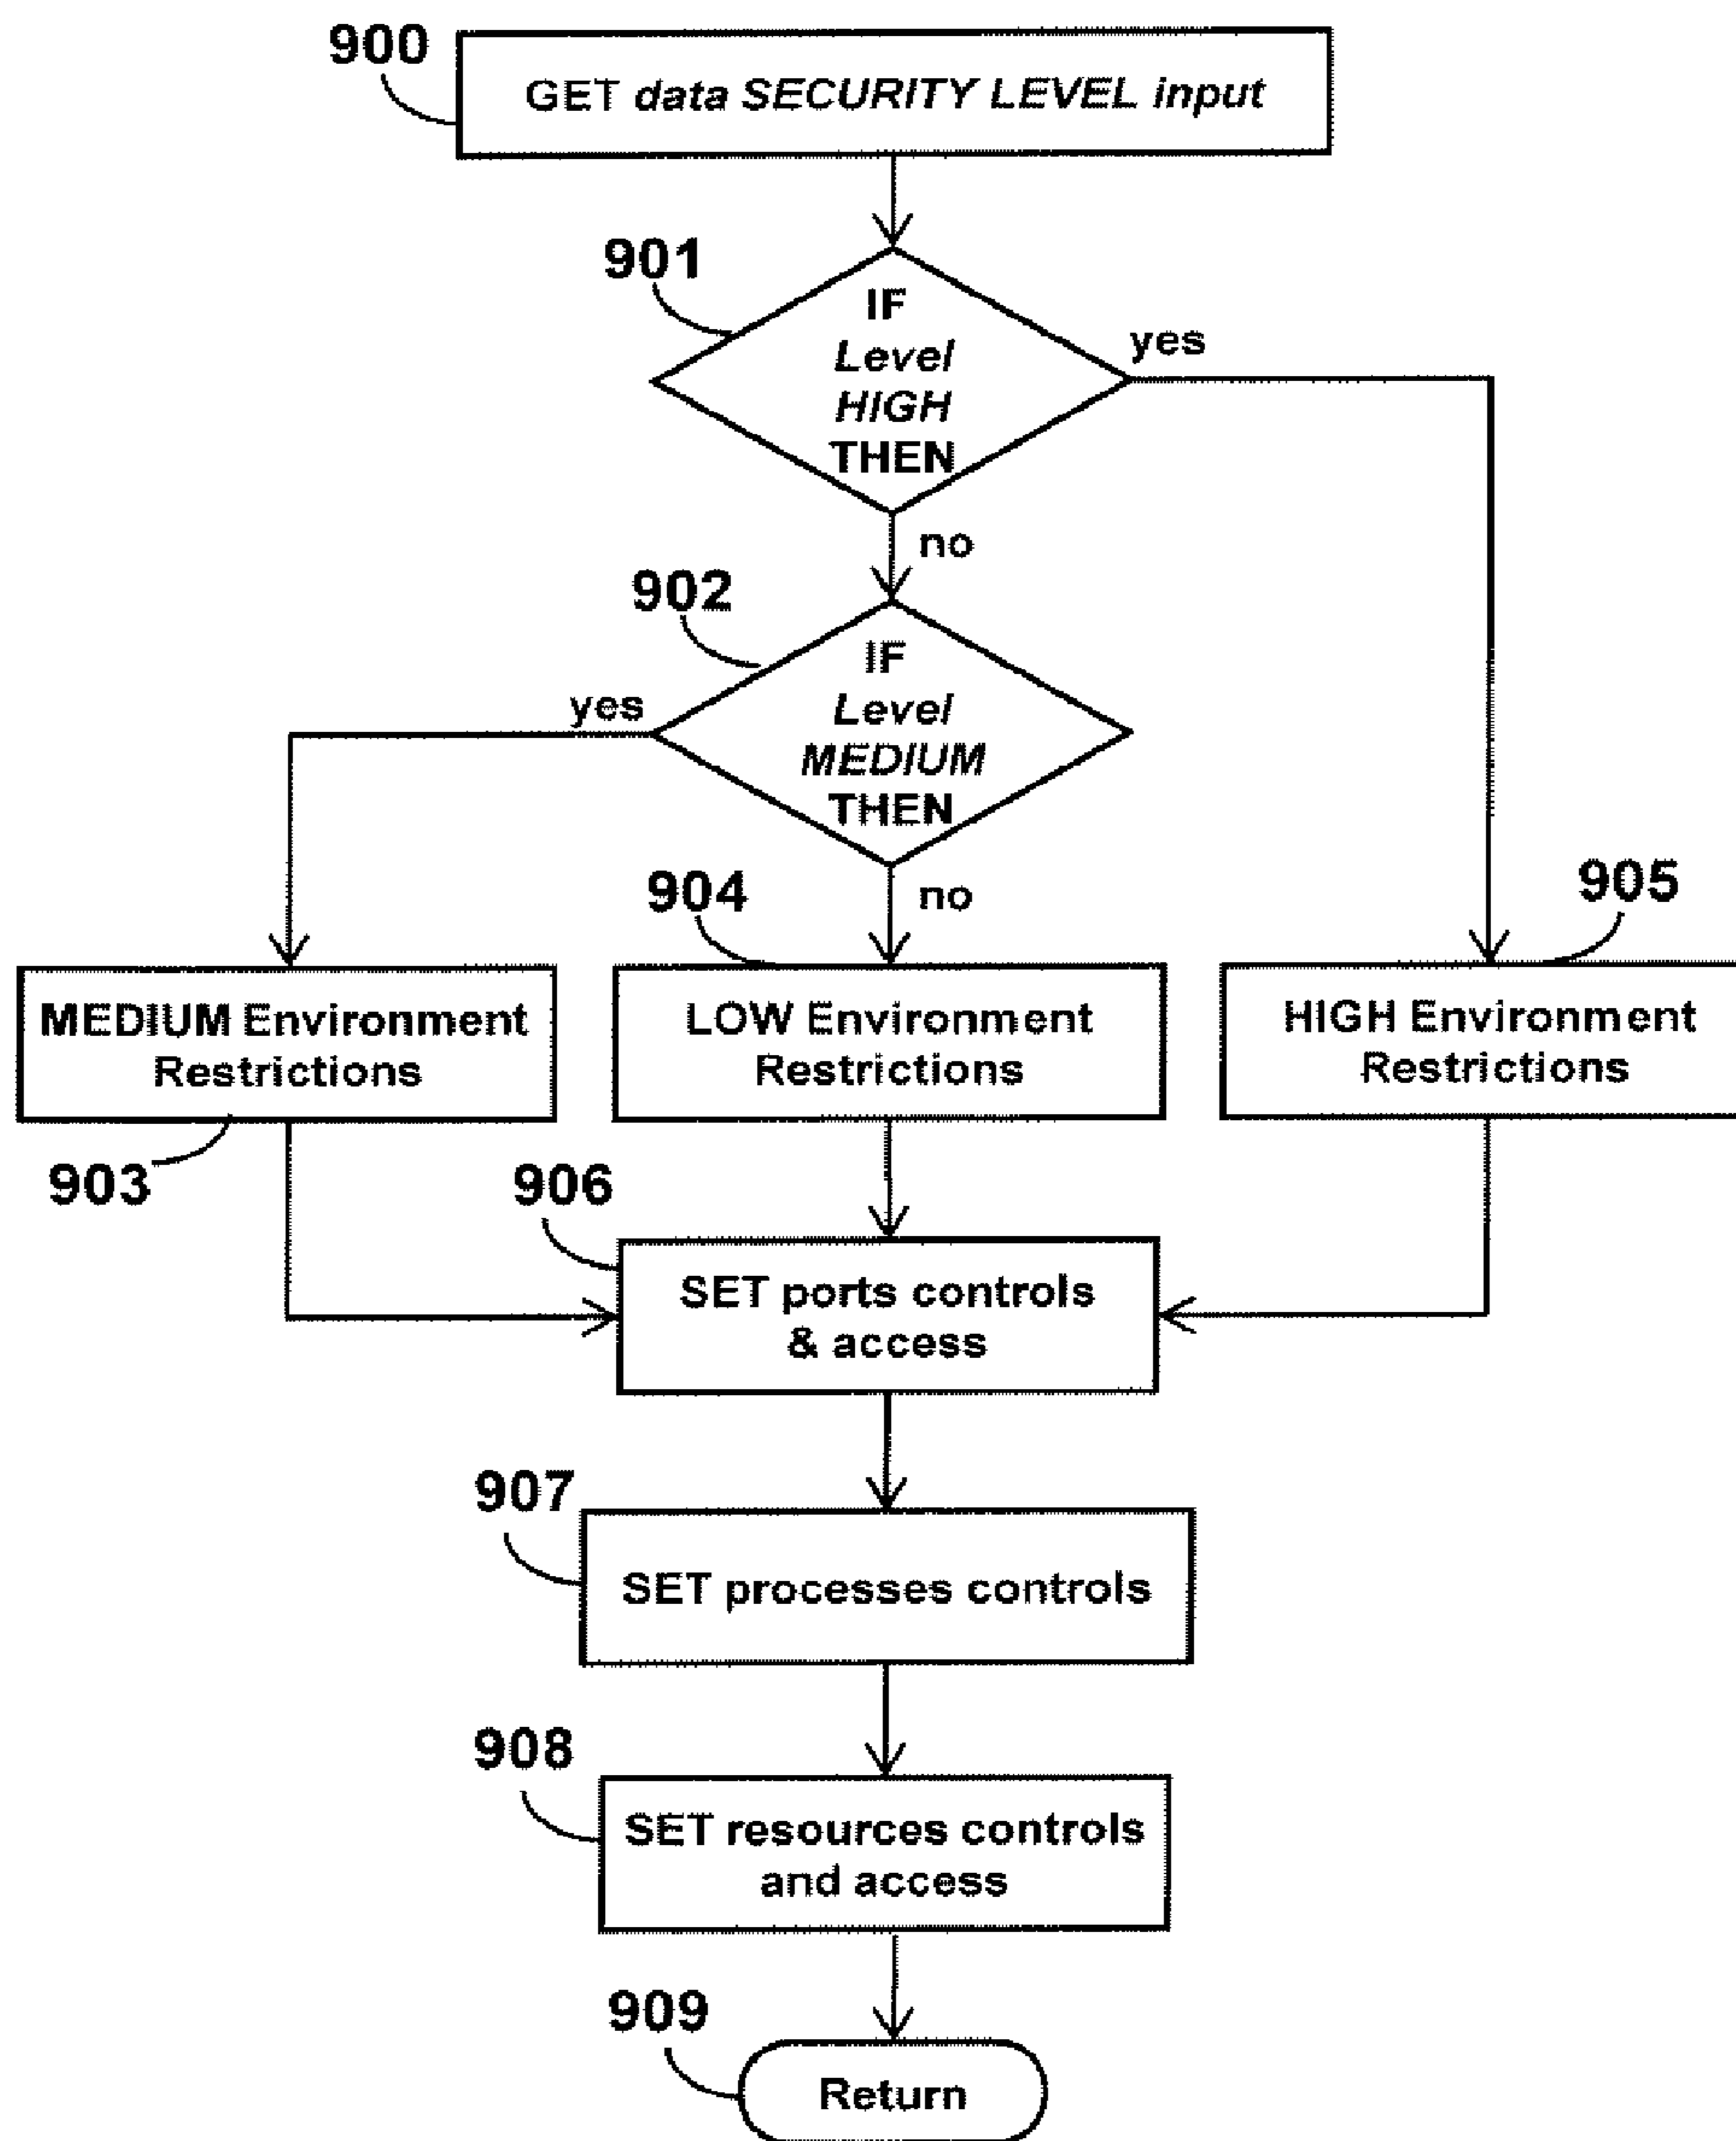 900
GET data SECURITY LEVEL input
901
IF
Level
HIGH
THEN
yes
no
902
IF
Level
MEDIUM
THEN
yes
no
904
905
MEDIUM Environment
Restrictions
LOW Environment
Restrictions
HIGH Environment
Restrictions
903
906
SET ports controls
& access
907
SET processes controls
908
SET resources controls
and access
909
Return